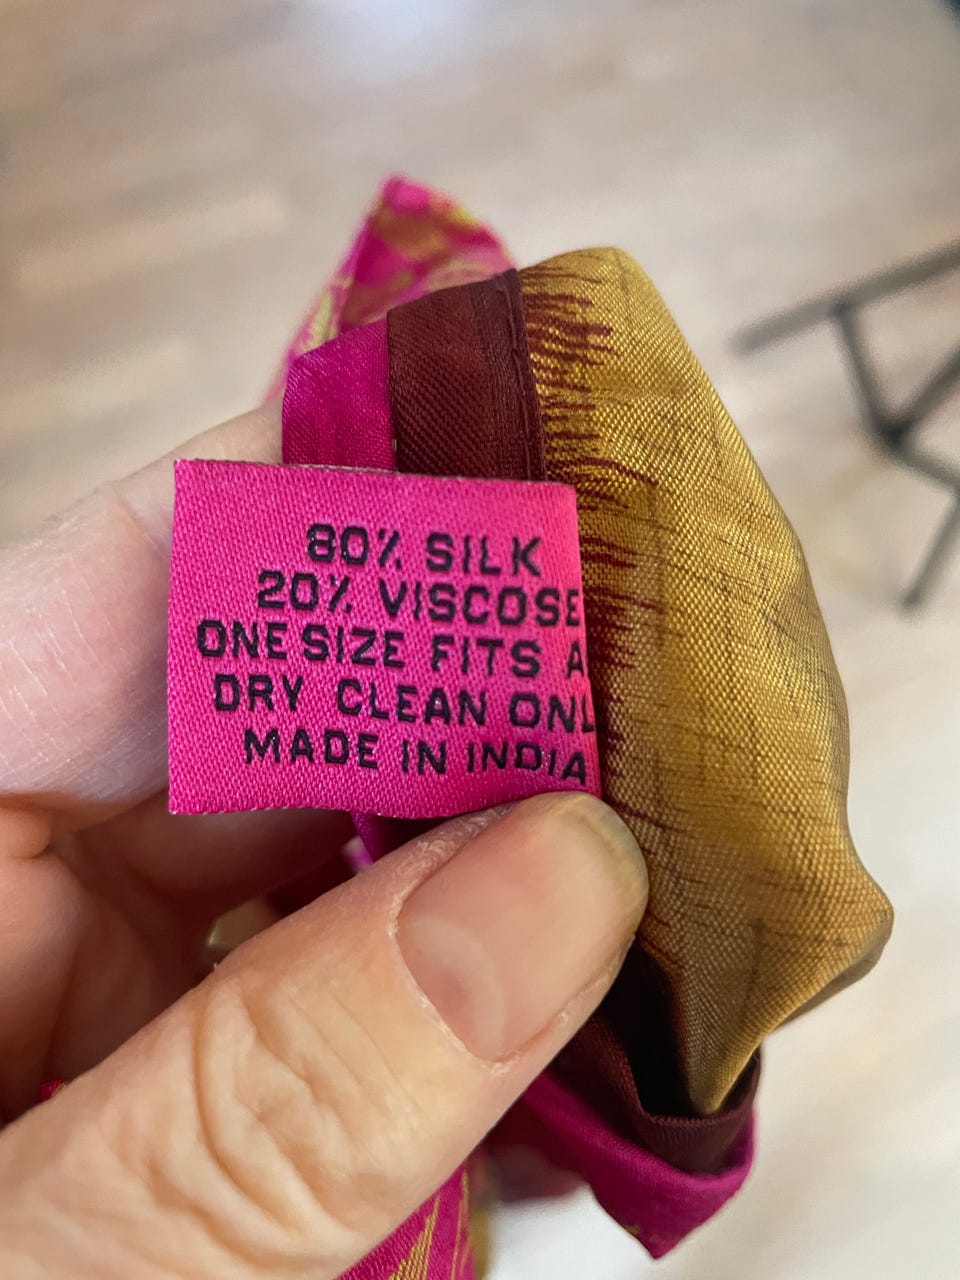 80% SILK
20% VISCOSE
ONE SIZE FITS A
DRY CLEAN ONL
MADE IN INDIA